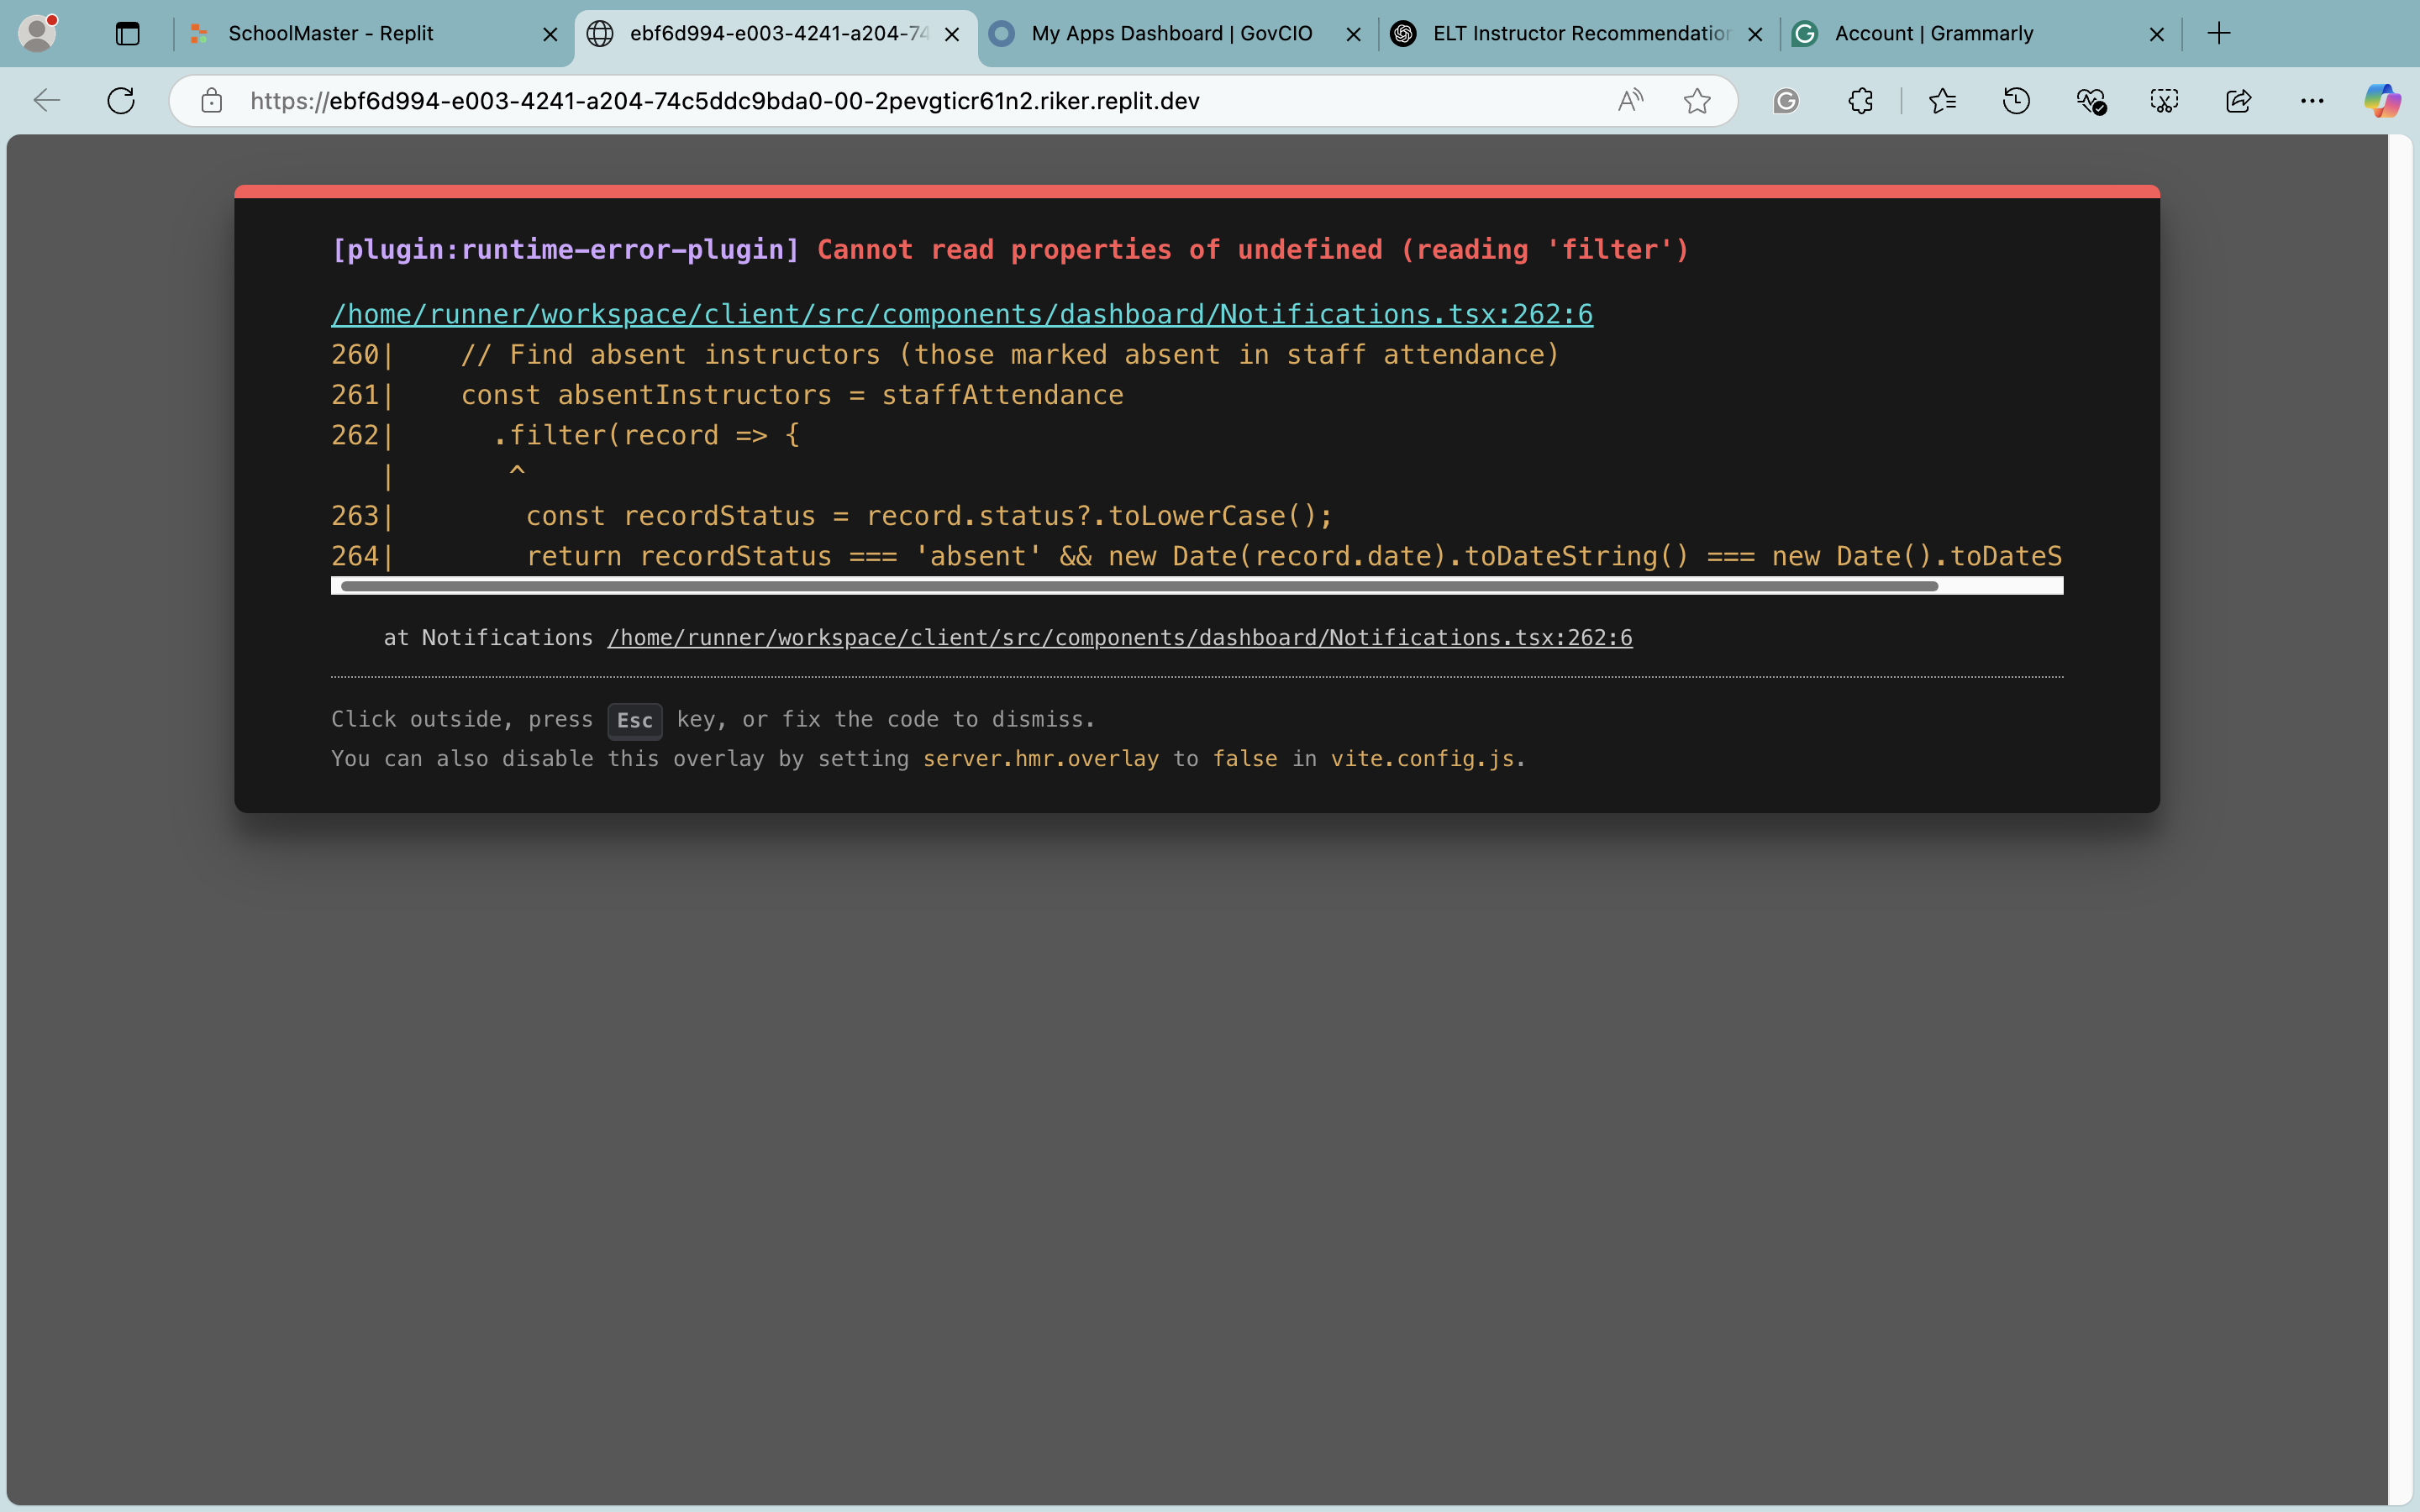 SchoolMaster - Replit
ebf6d994-e003-4241-a204-74
My Apps Dashboard | GovCIO
ELT Instructor Recommendation
Account | Grammarly
https://ebf6d994-e003-4241-a204-74c5ddc9bda0-00-2pevgticr61n2.riker.replit.dev
[plugin:runtime-error-plugin] Cannot read properties of undefined (reading 'filter')
/home/runner/workspace/client/src/components/dashboard/Notifications.tsx:262:6
260|    // Find absent instructors (those marked absent in staff attendance)
261|    const absentInstructors = staffAttendance
262|      .filter(record => {
   |       ^
263|        const recordStatus = record.status?.toLowerCase();
264|        return recordStatus === 'absent' && new Date(record.date).toDateString() === new Date().toDateS
at Notifications /home/runner/workspace/client/src/components/dashboard/Notifications.tsx:262:6
Click outside, press Esc key, or fix the code to dismiss.
You can also disable this overlay by setting server.hmr.overlay to false in vite.config.js.